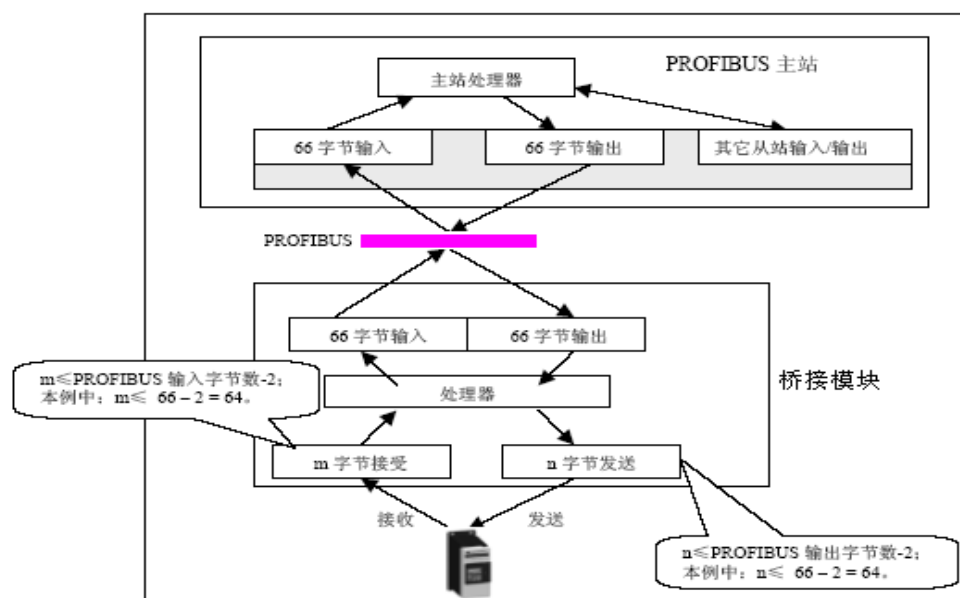 PROFIBUS 主站
主站处理器
66 字节输入
66 字节输出
其它从站输入/输出
PROFIBUS
66 字节输入
66 字节输出
m≤PROFIBUS 输入字节数-2；
本例中：m≤ 66 – 2 = 64。
处理器
桥接模块
m 字节接受
n 字节发送
接收
发送
n≤PROFIBUS 输出字节数-2；
本例中：n≤ 66 – 2 = 64。